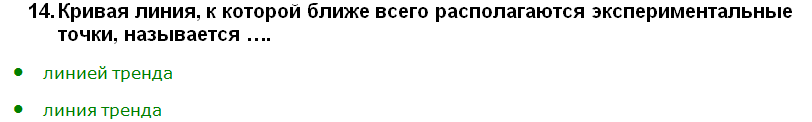 14. Кривая линия, к которой ближе всего располагаются экспериментальные
точки, называется ….
• линией тренда
• линия тренда